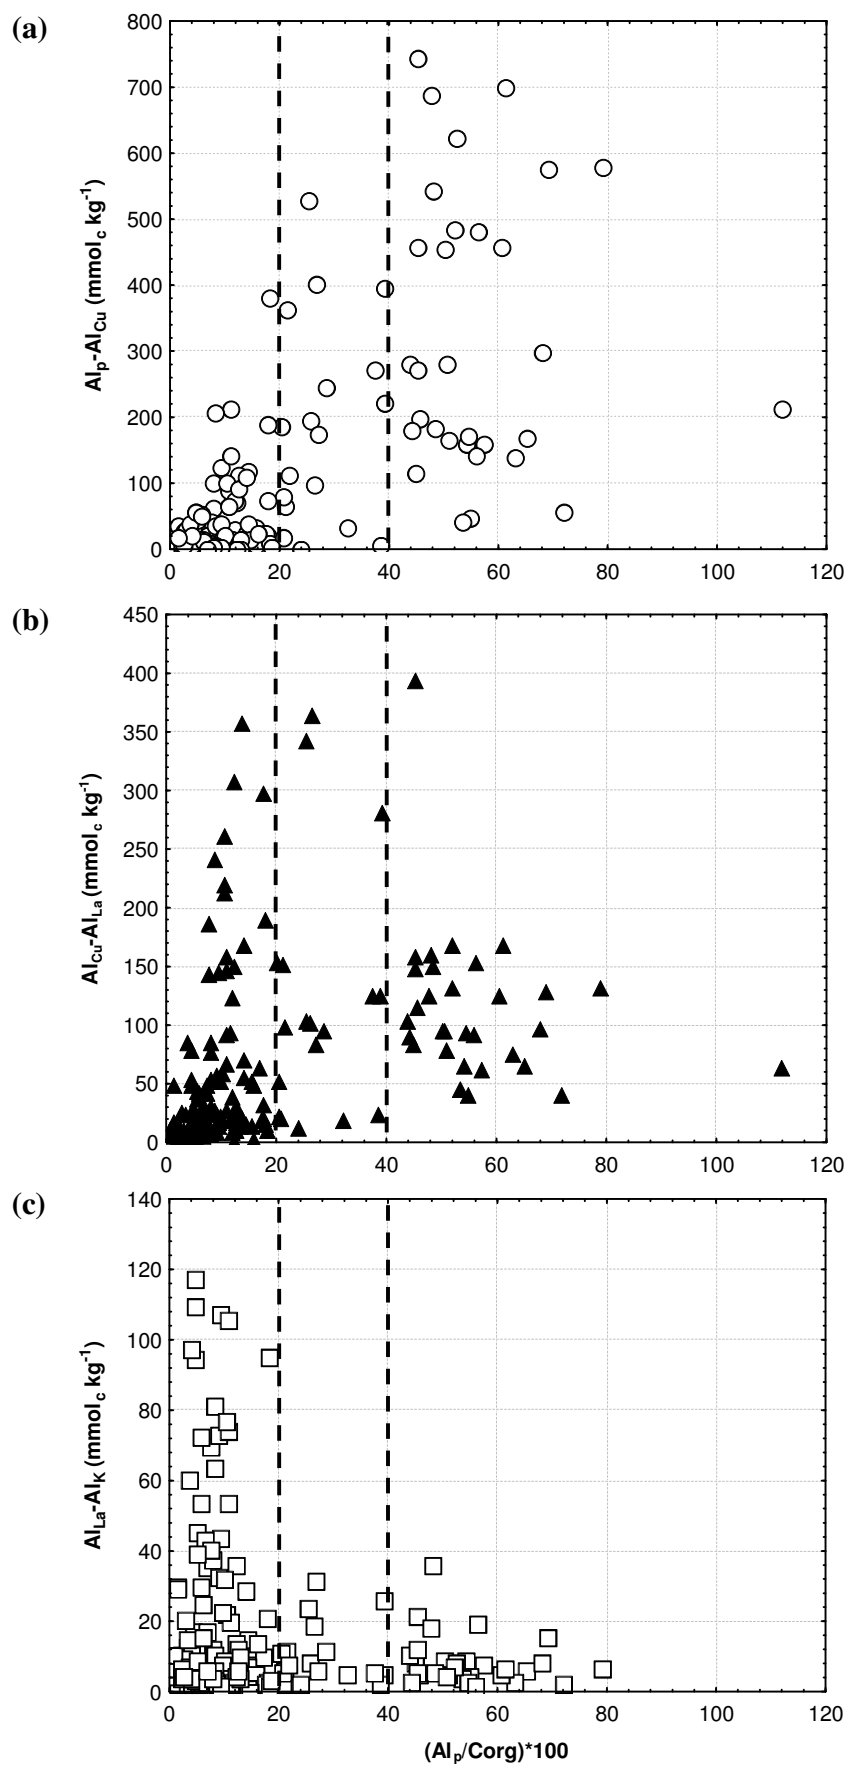 (a)
Al_p-Al_Cu (mmol_c kg^-1)
800
700
600
500
400
300
200
100
0
0 20 40 60 80 100 120
(b)
Al_Cu-Al_La (mmol_c kg^-1)
450
400
350
300
250
200
150
100
50
0
0 20 40 60 80 100 120
(c)
Al_La-Al_K (mmol_c kg^-1)
140
120
100
80
60
40
20
0
0 20 40 60 80 100 120
(Al_p/Corg)*100